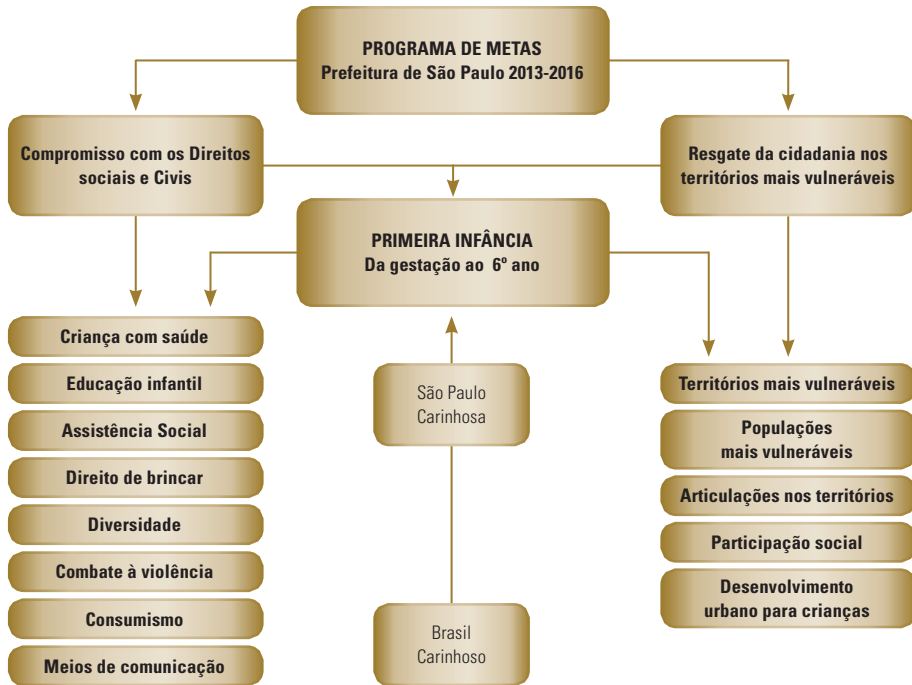 PROGRAMA DE METAS
Prefeitura de São Paulo 2013-2016
Compromisso com os Direitos
sociais e Civis
Resgate da cidadania nos
territórios mais vulneráveis
PRIMEIRA INFÂNCIA
Da gestação ao 6º ano
Criança com saúde
Educação infantil
Assistência Social
Direito de brincar
Diversidade
Combate à violência
Consumismo
Meios de comunicação
São Paulo
Carinhosa
Brasil
Carinhoso
Territórios mais vulneráveis
Populações
mais vulneráveis
Articulações nos territórios
Participação social
Desenvolvimento
urbano para crianças